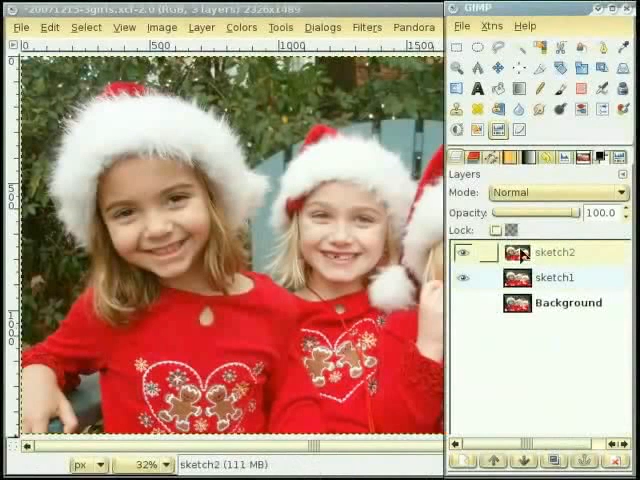 *20071215-3girls.xcf-2.0 (RGB, 3 layers) 2326x1489
GIMP
File Edit Select View Image Layer Colors Tools Dialogs Filters Pandora
File Xtns Help
0 500 1000 1500
Layers
Mode: Normal
Opacity: 100.0
Lock:
sketch2
sketch1
Background
px 32% sketch2 (111 MB)